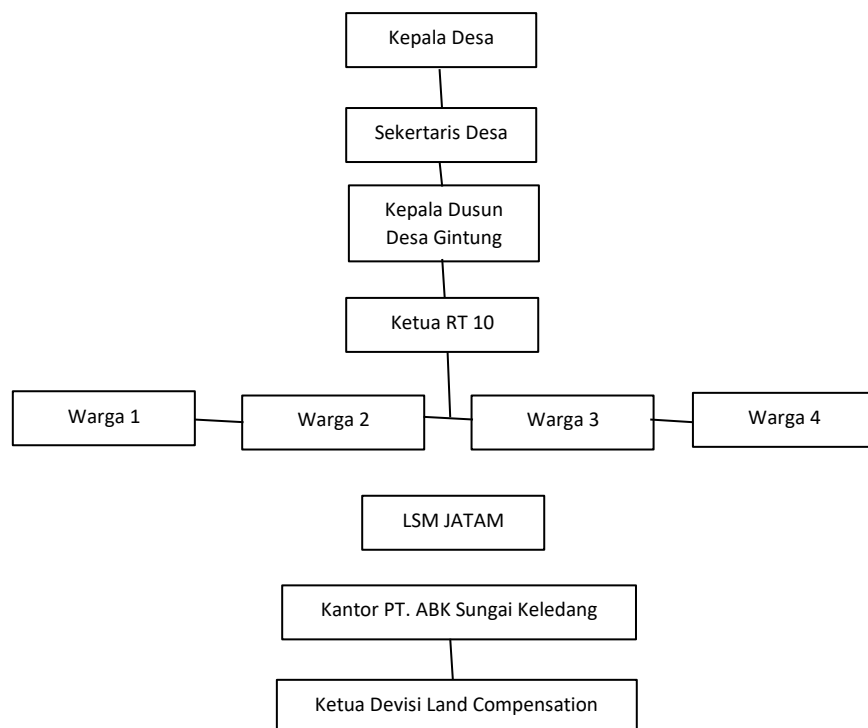 Kepala Desa
Sekertaris Desa
Kepala Dusun
Desa Gintung
Ketua RT 10
Warga 1
Warga 2
Warga 3
Warga 4
LSM JATAM
Kantor PT. ABK Sungai Keledang
Ketua Devisi Land Compensation